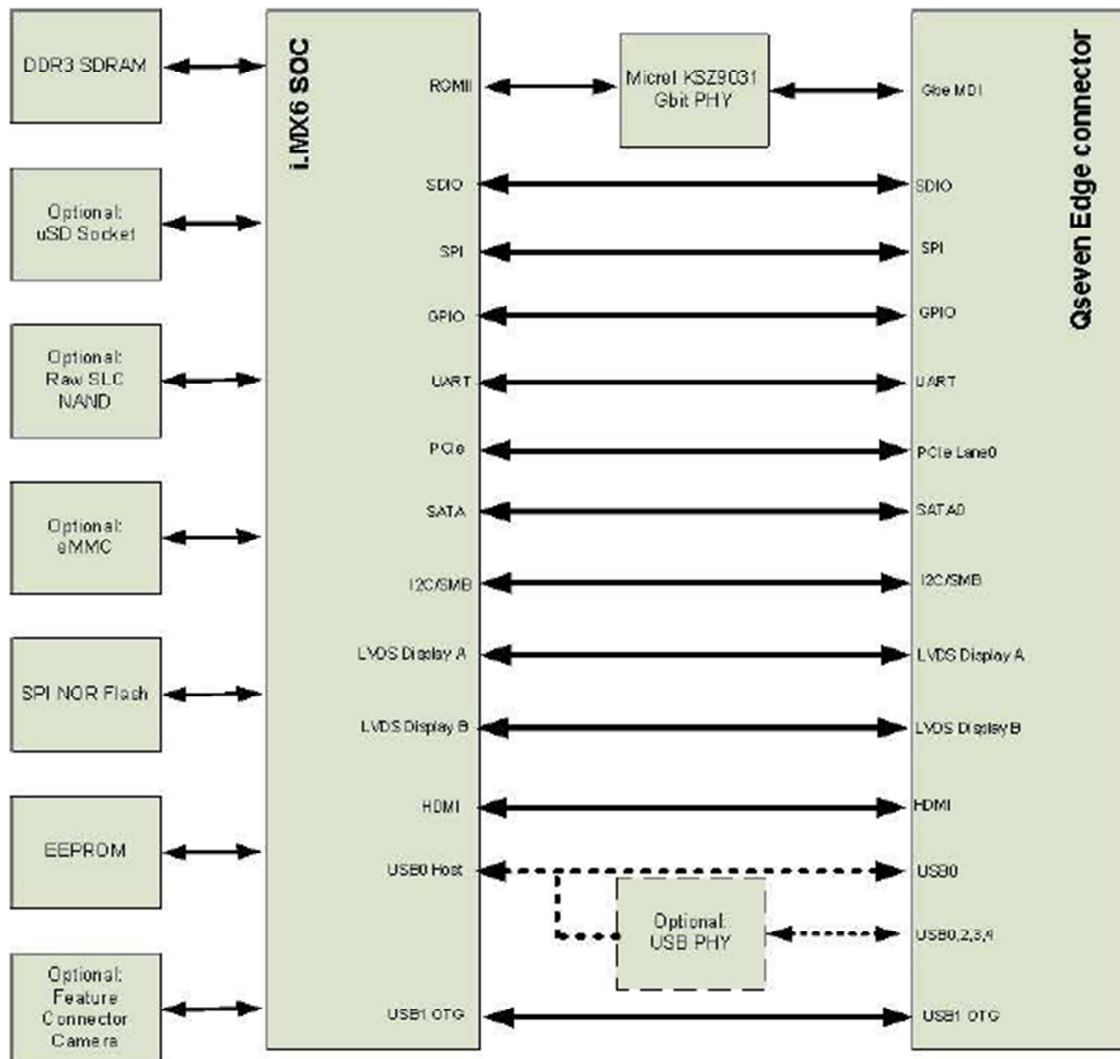 DDR3 SDRAM
Optional:
uSD Socket
Optional:
Raw SLC
NAND
Optional:
eMMC
SPI NOR Flash
EEPROM
Optional:
Feature
Connector
Camera
i.MX6 SOC
RGMII
SDIO
SPI
GPIO
UART
PCIe
SATA
I2C/SMB
LVDS Display A
LVDS Display B
HDMI
USB0 Host
USB1 OTG
Micrel KSZ9031
Gbit PHY
Optional:
USB PHY
Qseven Edge connector
Gbe MDI
SDIO
SPI
GPIO
UART
PCIe Lane0
SATA0
I2C/SMB
LVDS Display A
LVDS Display B
HDMI
USB0
USB0,2,3,4
USB1 OTG